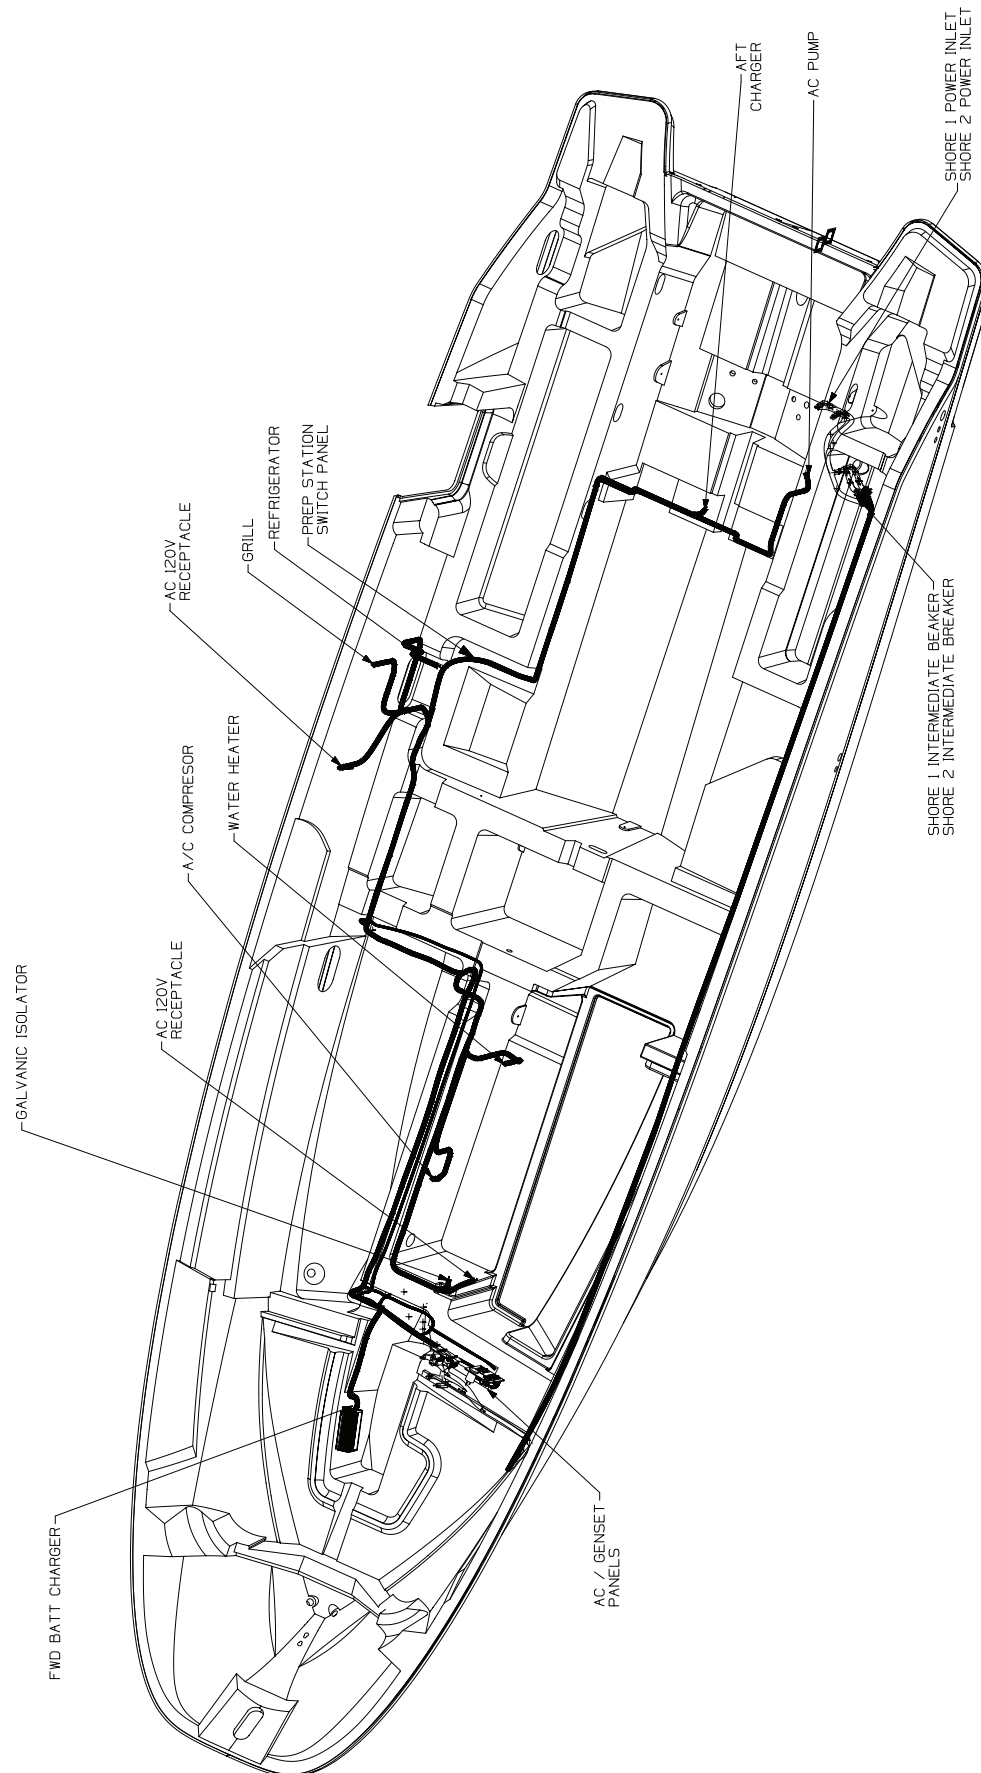 GALVANIC ISOLATOR
AC 120V
RECEPTACLE
A/C COMPRESOR
WATER HEATER
AC 120V
RECEPTACLE
GRILL
REFRIGERATOR
PREP STATION
SWITCH PANEL
AFT
CHARGER
AC PUMP
SHORE 1 POWER INLET
SHORE 2 POWER INLET
SHORE 1 INTERMEDIATE BEAKER
SHORE 2 INTERMEDIATE BREAKER
AC / GENSET
PANELS
FWD BATT CHARGER